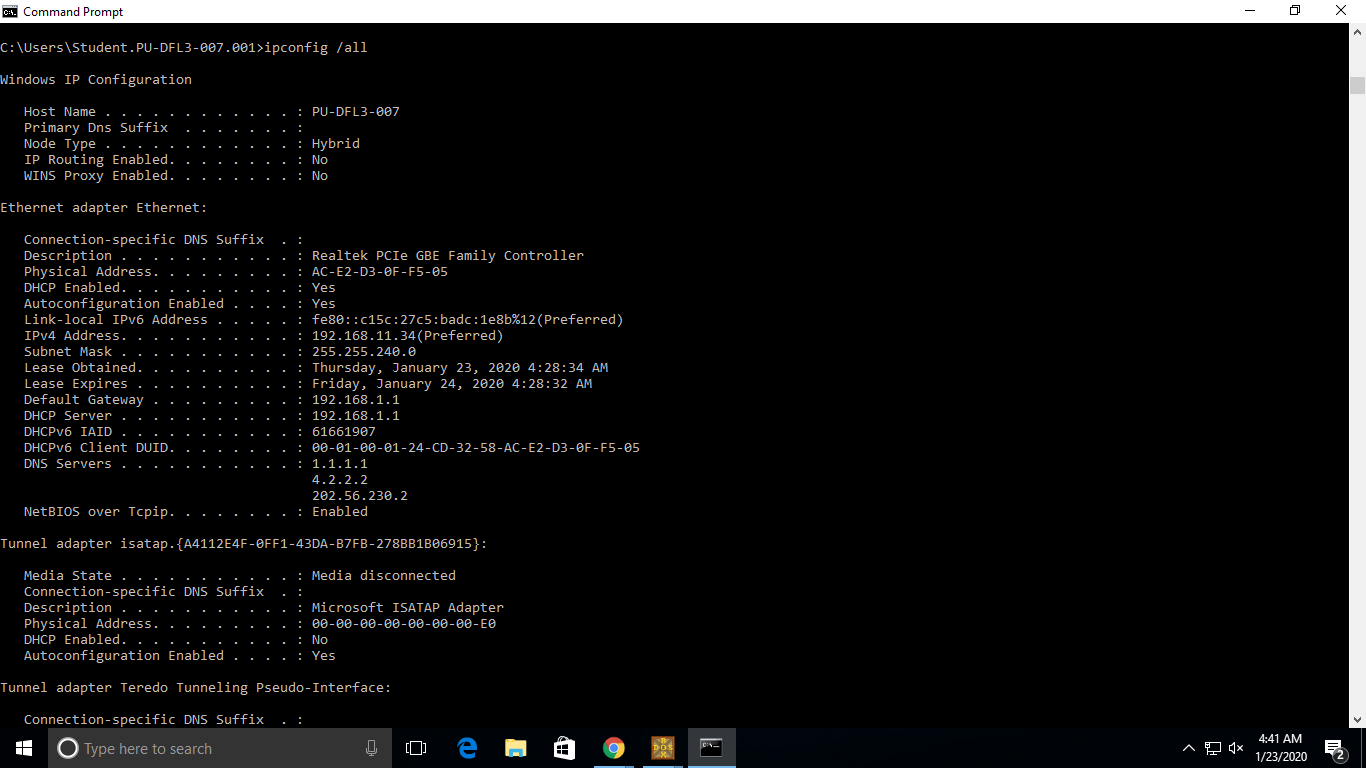 Command Prompt
C:\Users\Student.PU-DFL3-007.001>ipconfig /all
Windows IP Configuration
Host Name . . . . . . . . . . . . : PU-DFL3-007
Primary Dns Suffix  . . . . . . . :
Node Type . . . . . . . . . . . . : Hybrid
IP Routing Enabled. . . . . . . . : No
WINS Proxy Enabled. . . . . . . . : No
Ethernet adapter Ethernet:
Connection-specific DNS Suffix  . :
Description . . . . . . . . . . . : Realtek PCIe GBE Family Controller
Physical Address. . . . . . . . . : AC-E2-D3-0F-F5-05
DHCP Enabled. . . . . . . . . . . : Yes
Autoconfiguration Enabled . . . . : Yes
Link-local IPv6 Address . . . . . : fe80::c15c:27c5:badc:1e8b%12(Preferred)
IPv4 Address. . . . . . . . . . . : 192.168.11.34(Preferred)
Subnet Mask . . . . . . . . . . . : 255.255.240.0
Lease Obtained. . . . . . . . . . : Thursday, January 23, 2020 4:28:34 AM
Lease Expires . . . . . . . . . . : Friday, January 24, 2020 4:28:32 AM
Default Gateway . . . . . . . . . : 192.168.1.1
DHCP Server . . . . . . . . . . . : 192.168.1.1
DHCPv6 IAID . . . . . . . . . . . : 61661907
DHCPv6 Client DUID. . . . . . . . : 00-01-00-01-24-CD-32-58-AC-E2-D3-0F-F5-05
DNS Servers . . . . . . . . . . . : 1.1.1.1
4.2.2.2
202.56.230.2
NetBIOS over Tcpip. . . . . . . . : Enabled
Tunnel adapter isatap.{A4112E4F-0FF1-43DA-B7FB-278BB1B06915}:
Media State . . . . . . . . . . . : Media disconnected
Connection-specific DNS Suffix  . :
Description . . . . . . . . . . . : Microsoft ISATAP Adapter
Physical Address. . . . . . . . . : 00-00-00-00-00-00-00-E0
DHCP Enabled. . . . . . . . . . . : No
Autoconfiguration Enabled . . . . : Yes
Tunnel adapter Teredo Tunneling Pseudo-Interface:
Connection-specific DNS Suffix  . :
Type here to search
4:41 AM
1/23/2020
2